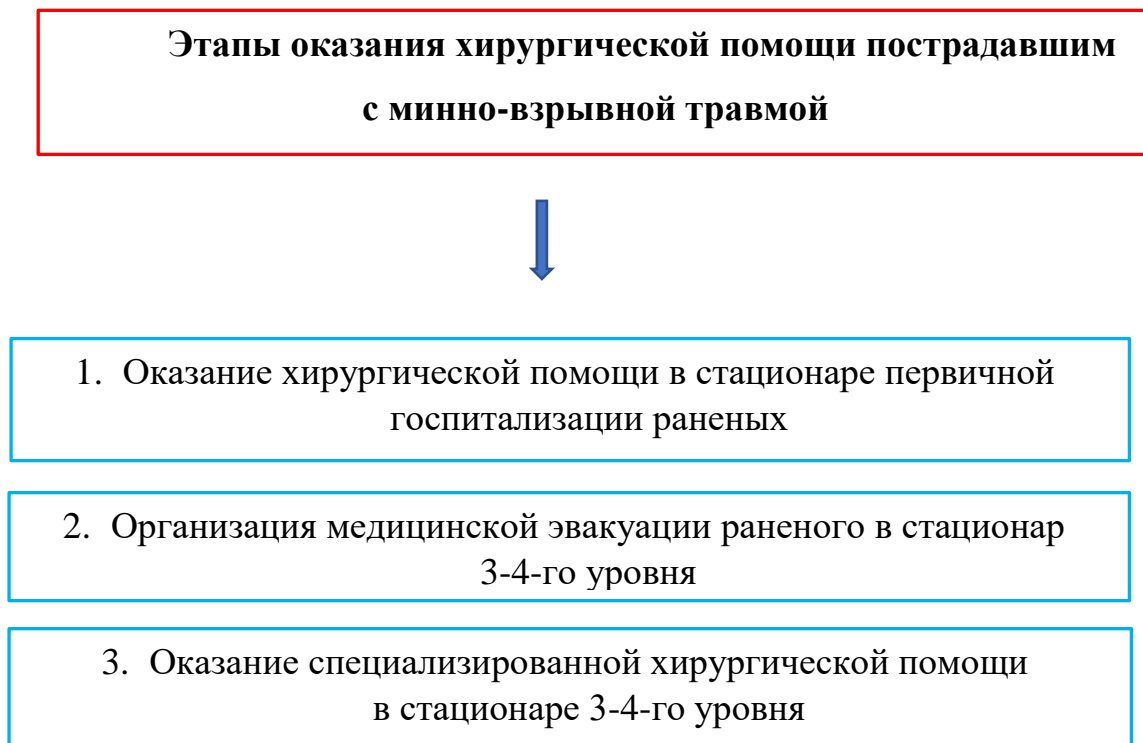 Этапы оказания хирургической помощи пострадавшим
с минно-взрывной травмой
1. Оказание хирургической помощи в стационаре первичной
госпитализации раненых
2. Организация медицинской эвакуации раненого в стационар
3-4-го уровня
3. Оказание специализированной хирургической помощи
в стационаре 3-4-го уровня